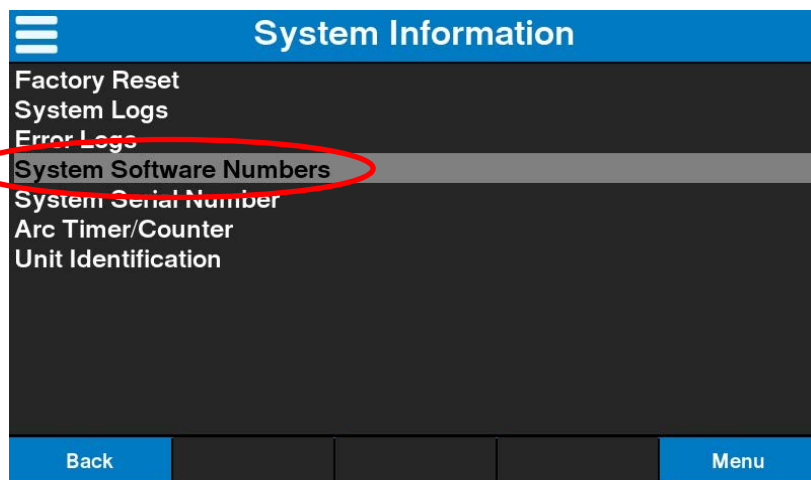 System Information
Factory Reset
System Logs
Error Logs
System Software Numbers
System Serial Number
Arc Timer/Counter
Unit Identification
Back
Menu